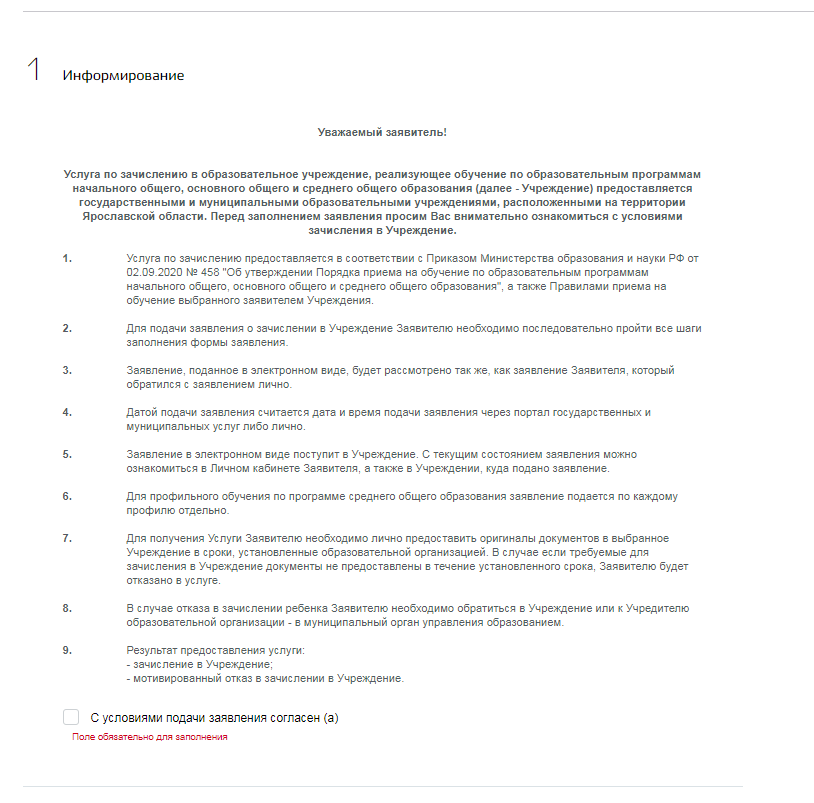 1 Информирование
Уважаемый заявитель!
Услуга по зачислению в образовательное учреждение, реализующее обучение по образовательным программам
начального общего, основного общего и среднего общего образования (далее - Учреждение) предоставляется
государственными и муниципальными образовательными учреждениями, расположенными на территории
Ярославской области. Перед заполнением заявления просим Вас внимательно ознакомиться с условиями
зачисления в Учреждение.
1. Услуга по зачислению предоставляется в соответствии с Приказом Министерства образования и науки РФ от
02.09.2020 № 458 "Об утверждении Порядка приема на обучение по образовательным программам
начального общего, основного общего и среднего общего образования", а также Правилами приема на
обучение выбранного заявителем Учреждения.
2. Для подачи заявления о зачислении в Учреждение Заявителю необходимо последовательно пройти все шаги
заполнения формы заявления.
3. Заявление, поданное в электронном виде, будет рассмотрено так же, как заявление Заявителя, который
обратился с заявлением лично.
4. Датой подачи заявления считается дата и время подачи заявления через портал государственных и
муниципальных услуг либо лично.
5. Заявление в электронном виде поступит в Учреждение. С текущим состоянием заявления можно
ознакомиться в Личном кабинете Заявителя, а также в Учреждении, куда подано заявление.
6. Для профильного обучения по программе среднего общего образования заявление подается по каждому
профилю отдельно.
7. Для получения Услуги Заявителю необходимо лично предоставить оригиналы документов в выбранное
Учреждение в сроки, установленные образовательной организацией. В случае если требуемые для
зачисления в Учреждение документы не предоставлены в течение установленного срока, Заявителю будет
отказано в услуге.
8. В случае отказа в зачислении ребенка Заявителю необходимо обратиться в Учреждение или к Учредителю
образовательной организации - в муниципальный орган управления образованием.
9. Результат предоставления услуги:
- зачисление в Учреждение;
- мотивированный отказ в зачислении в Учреждение.
С условиями подачи заявления согласен (а)
Поле обязательно для заполнения